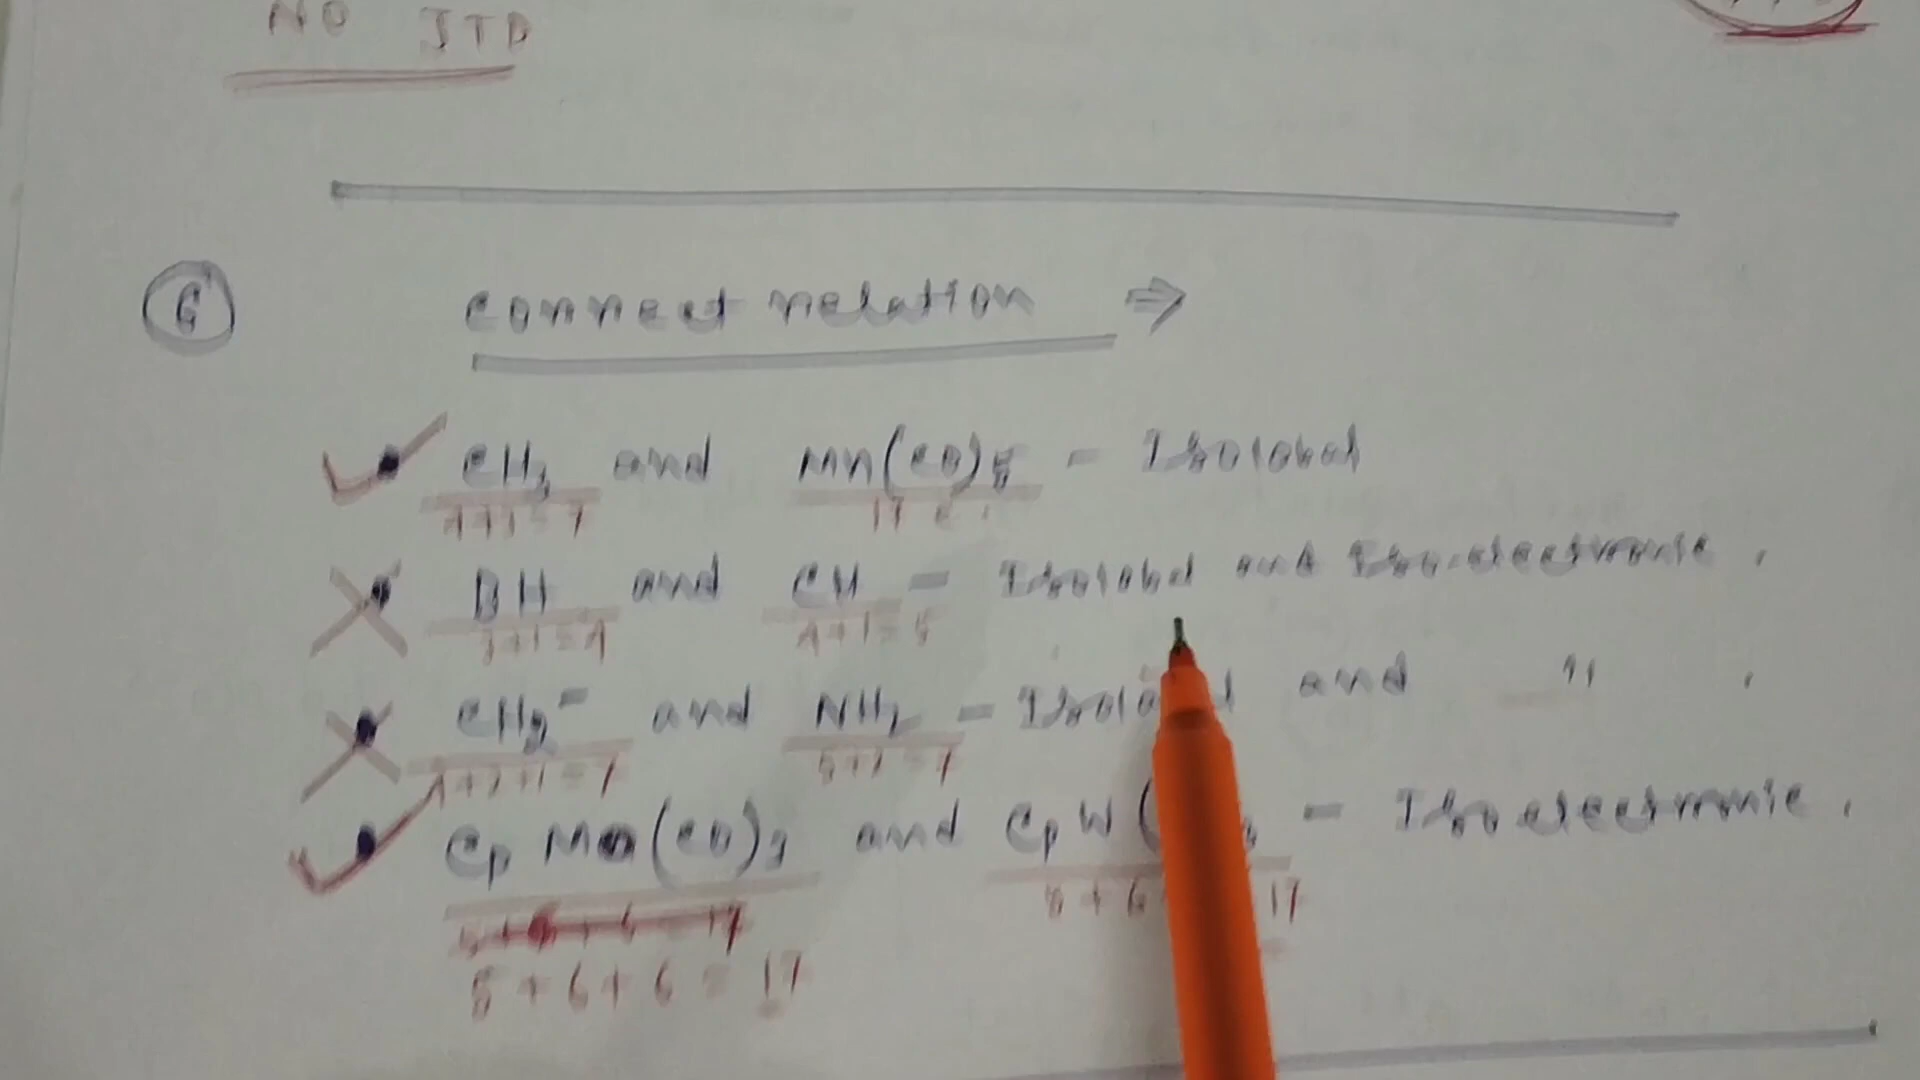 NO JTD
6 connect relation ⇒
CH3 and Mn(CO)5 - Isolobal
4+3=7 17 e
BH and CH = Isolobal and Iso-electronic.
3+1=4 4+1=5
CH2- and NH2 - Isolobal and " .
4+2+1=7 5+2=7
Cp Mo(CO)3 and Cp W ( - Isoelectronic.
5+6+6=17 5+6 17
5+6+6=17